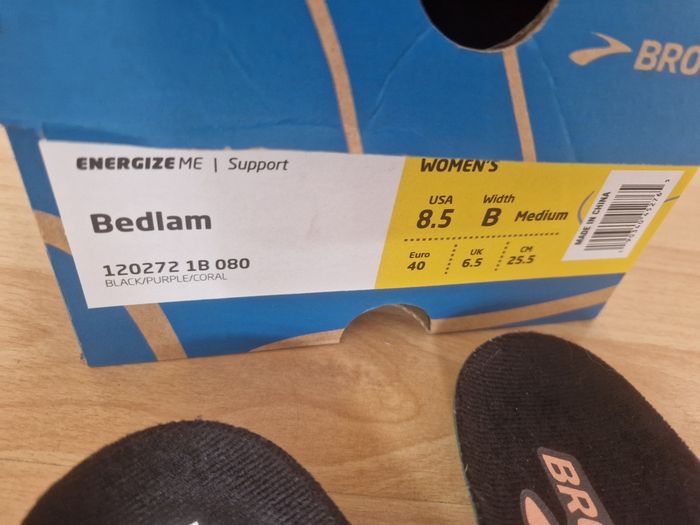 BRO
ENERGIZE ME | Support
WOMEN'S
Bedlam
USA
8.5
Width
B Medium
120272 1B 080
BLACK/PURPLE/CORAL
Euro
40
UK
6.5
CM
25.5
MADE IN CHINA
BR